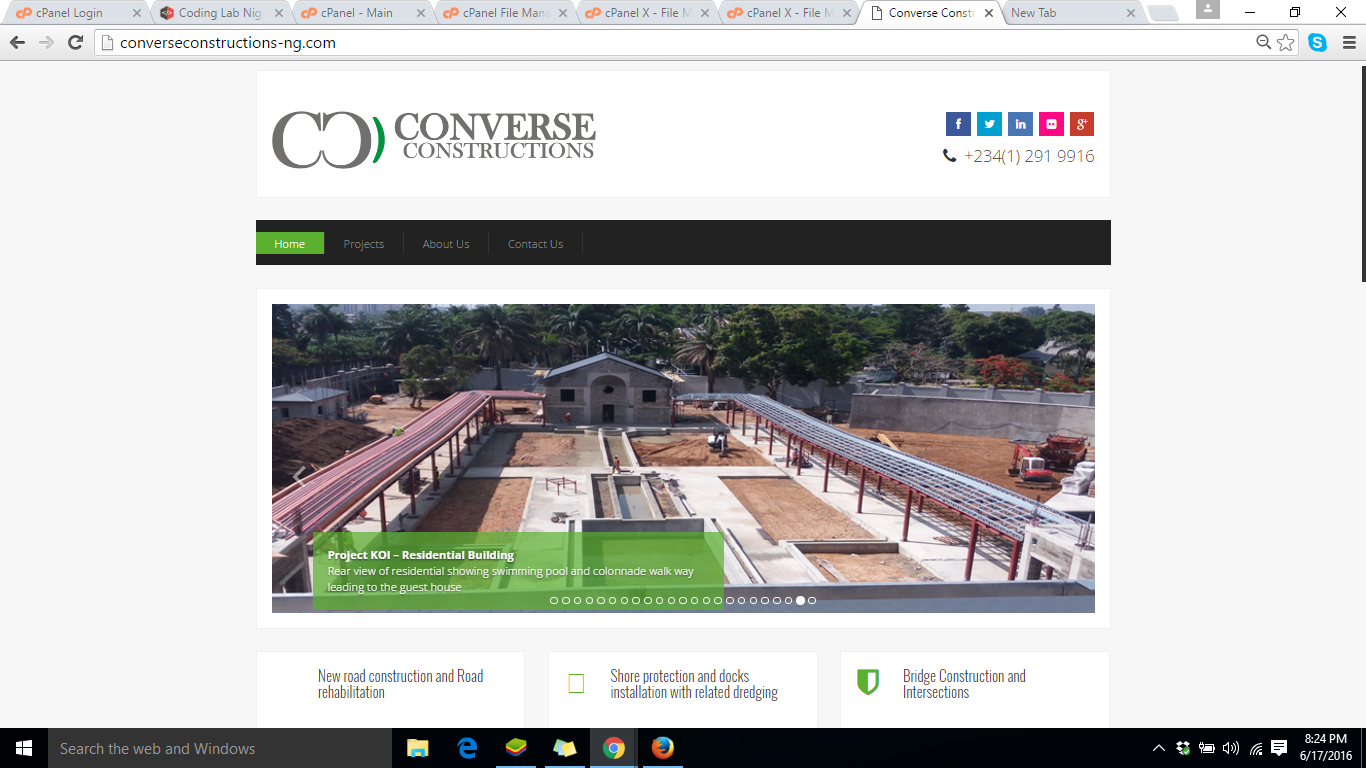 cPanel Login
Coding Lab Nig
cPanel - Main
cPanel File Mana
cPanel X - File M
cPanel X - File M
Converse Constr
New Tab
converseconstructions-ng.com
CONVERSE
CONSTRUCTIONS
+234(1) 291 9916
Home
Projects
About Us
Contact Us
Project KOI – Residential Building
Rear view of residential showing swimming pool and colonnade walk way
leading to the guest house
New road construction and Road
rehabilitation
Shore protection and docks
installation with related dredging
Bridge Construction and
Intersections
Search the web and Windows
8:24 PM
6/17/2016